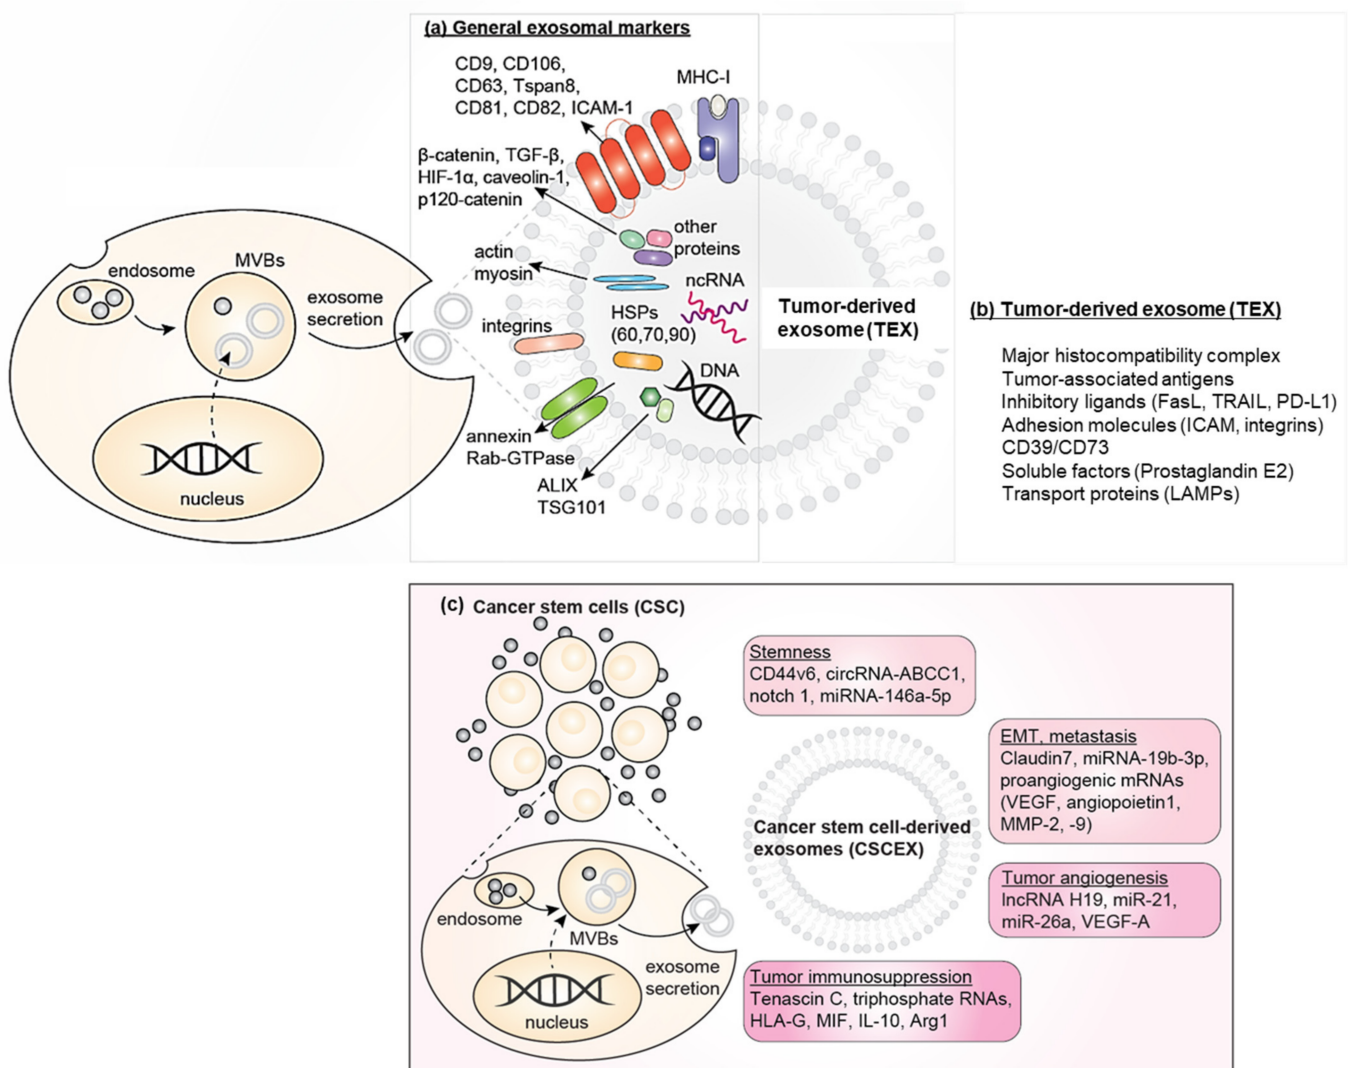 (a) General exosomal markers
CD9, CD106,
CD63, Tspan8,
CD81, CD82, ICAM-1
MHC-I
β-catenin, TGF-β,
HIF-1α, caveolin-1,
p120-catenin
other
proteins
actin
myosin
ncRNA
integrins
HSPs
(60,70,90)
DNA
annexin
Rab-GTPase
ALIX
TSG101
endosome
MVBs
exosome
secretion
nucleus
Tumor-derived
exosome (TEX)
(b) Tumor-derived exosome (TEX)
Major histocompatibility complex
Tumor-associated antigens
Inhibitory ligands (FasL, TRAIL, PD-L1)
Adhesion molecules (ICAM, integrins)
CD39/CD73
Soluble factors (Prostaglandin E2)
Transport proteins (LAMPs)
(c) Cancer stem cells (CSC)
endosome
MVBs
exosome
secretion
nucleus
Stemness
CD44v6, circRNA-ABCC1,
notch 1, miRNA-146a-5p
EMT, metastasis
Claudin7, miRNA-19b-3p,
proangiogenic mRNAs
(VEGF, angiopoietin1,
MMP-2, -9)
Cancer stem cell-derived
exosomes (CSCEX)
Tumor angiogenesis
lncRNA H19, miR-21,
miR-26a, VEGF-A
Tumor immunosuppression
Tenascin C, triphosphate RNAs,
HLA-G, MIF, IL-10, Arg1